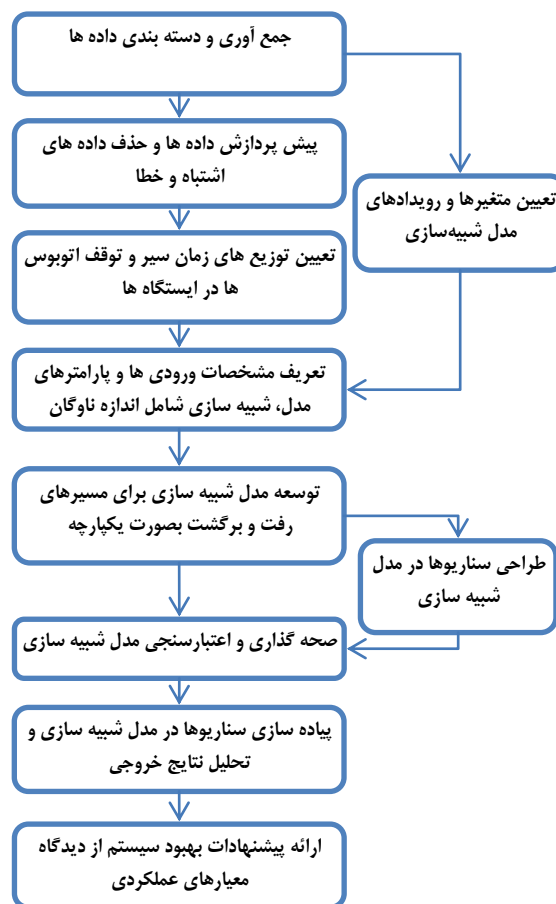 جمع آوری و دسته بندی داده ها
پیش پردازش داده ها و حذف داده های
اشتباه و خطا
تعیین متغیرها و رویدادهای
مدل شبیه‌سازی
تعیین توزیع های زمان سیر و توقف اتوبوس
ها در ایستگاه ها
تعریف مشخصات ورودی ها و پارامترهای
مدل، شبیه سازی شامل اندازه ناوگان
توسعه مدل شبیه سازی برای مسیرهای
رفت و برگشت بصورت یکپارچه
طراحی سناریوها در مدل
شبیه سازی
صحه گذاری و اعتبارسنجی مدل شبیه سازی
پیاده سازی سناریوها در مدل شبیه سازی و
تحلیل نتایج خروجی
ارائه پیشنهادات بهبود سیستم از دیدگاه
معیارهای عملکردی